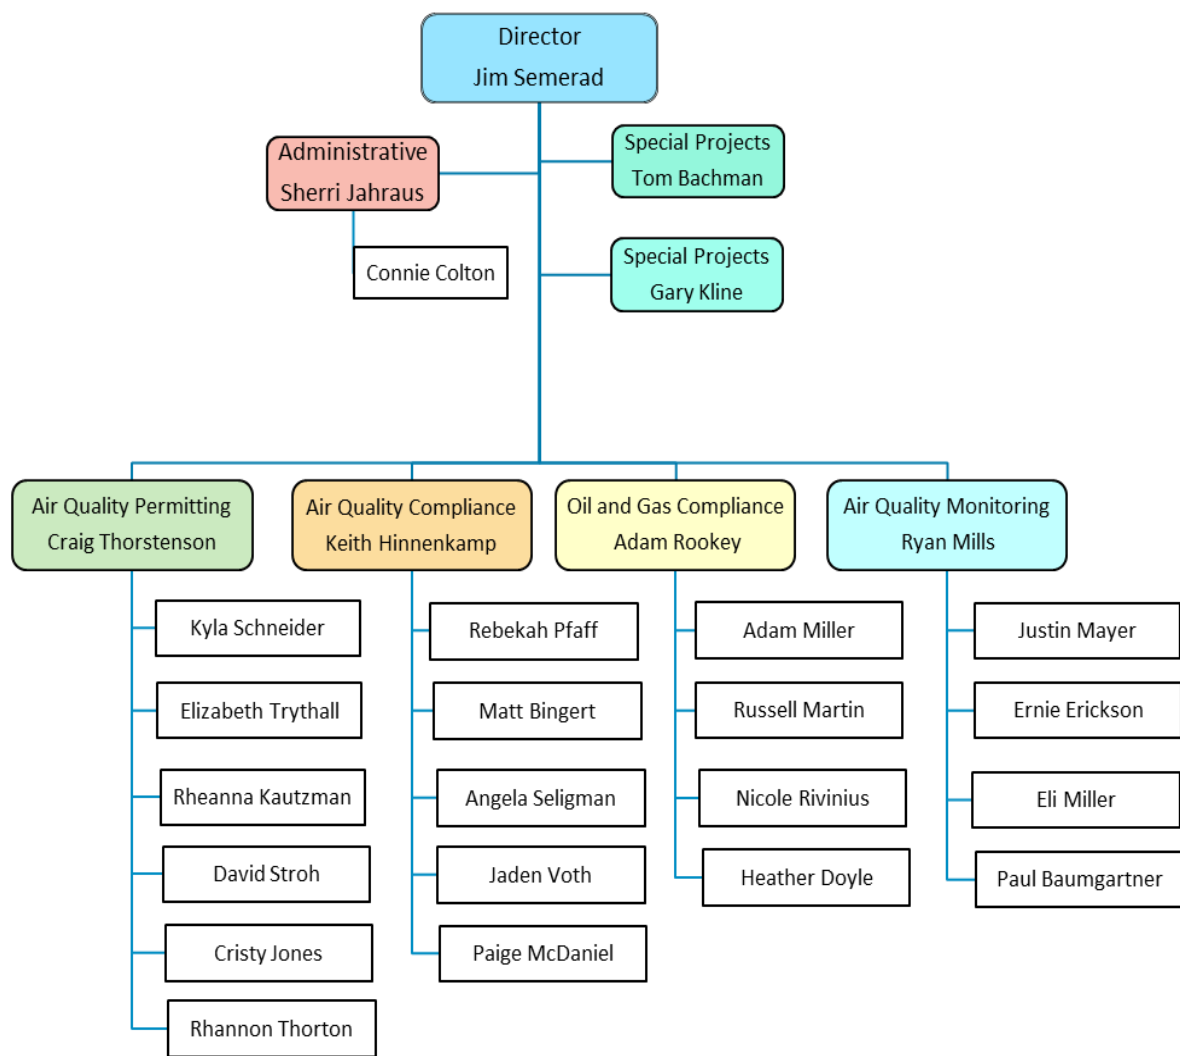 Director
Jim Semerad
Administrative
Sherri Jahraus
Special Projects
Tom Bachman
Connie Colton
Special Projects
Gary Kline
Air Quality Permitting
Craig Thorstenson
Air Quality Compliance
Keith Hinnenkamp
Oil and Gas Compliance
Adam Rookey
Air Quality Monitoring
Ryan Mills
Kyla Schneider
Elizabeth Trythall
Rheanna Kautzman
David Stroh
Cristy Jones
Rhannon Thorton
Rebekah Pfaff
Matt Bingert
Angela Seligman
Jaden Voth
Paige McDaniel
Adam Miller
Russell Martin
Nicole Rivinius
Heather Doyle
Justin Mayer
Ernie Erickson
Eli Miller
Paul Baumgartner